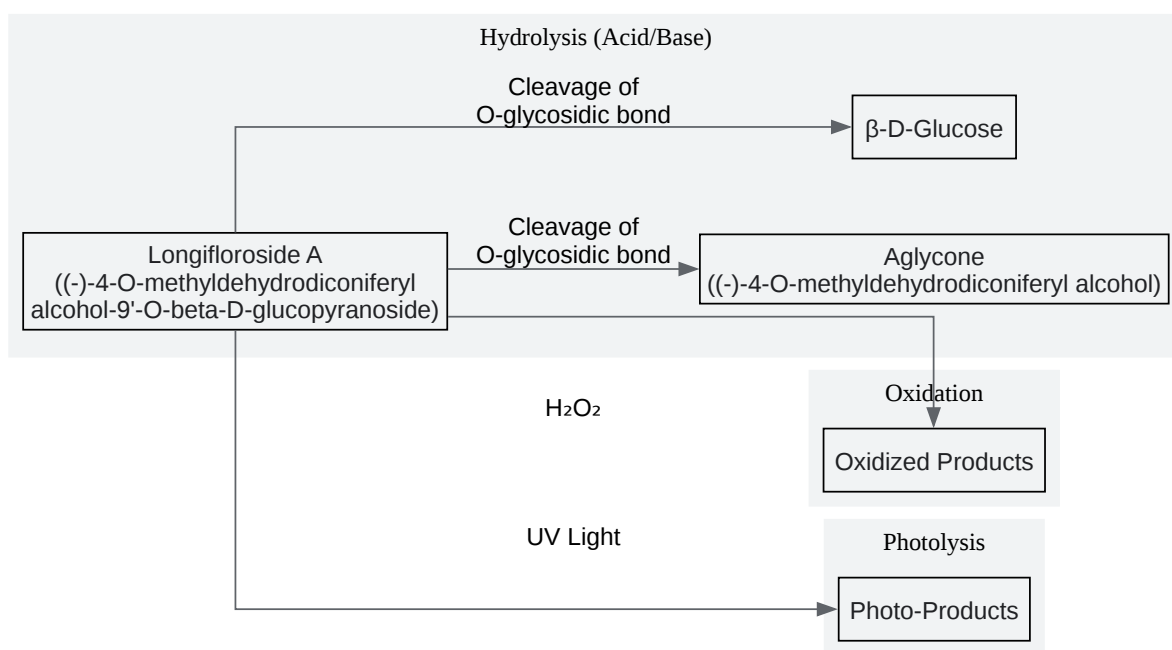 Hydrolysis (Acid/Base)
Cleavage of
O-glycosidic bond
β-D-Glucose
Cleavage of
O-glycosidic bond
Longifloroside A
((-)-4-O-methyldehydrodiconiferyl
alcohol-9'-O-beta-D-glucopyranoside)
Aglycone
((-)-4-O-methyldehydrodiconiferyl alcohol)
H₂O₂
Oxidation
Oxidized Products
UV Light
Photolysis
Photo-Products